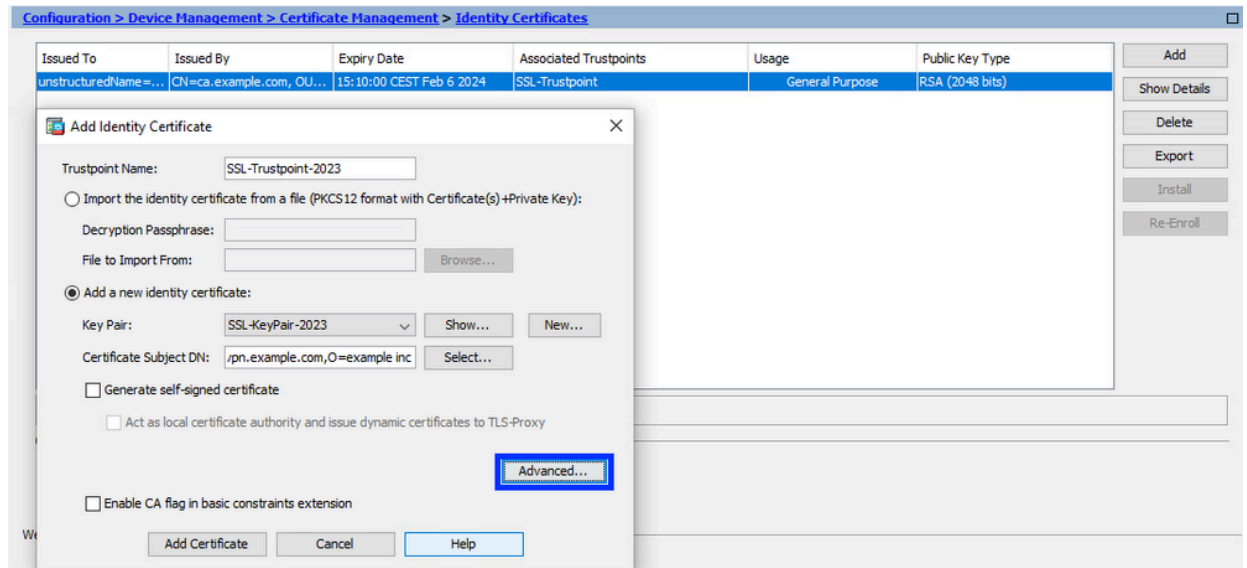 Configuration > Device Management > Certificate Management > Identity Certificates
Issued To Issued By Expiry Date Associated Trustpoints Usage Public Key Type
unstructuredName=... CN=ca.example.com, OU... 15:10:00 CEST Feb 6 2024 SSL-Trustpoint General Purpose RSA (2048 bits)
Add
Show Details
Delete
Export
Install
Re-Enroll
Add Identity Certificate
Trustpoint Name: SSL-Trustpoint-2023
Import the identity certificate from a file (PKCS12 format with Certificate(s)+Private Key):
Decryption Passphrase:
File to Import From: Browse...
Add a new identity certificate:
Key Pair: SSL-KeyPair-2023 Show... New...
Certificate Subject DN: vpn.example.com,O=example inc Select...
Generate self-signed certificate
Act as local certificate authority and issue dynamic certificates to TLS-Proxy
Advanced...
Enable CA flag in basic constraints extension
We
Add Certificate Cancel Help